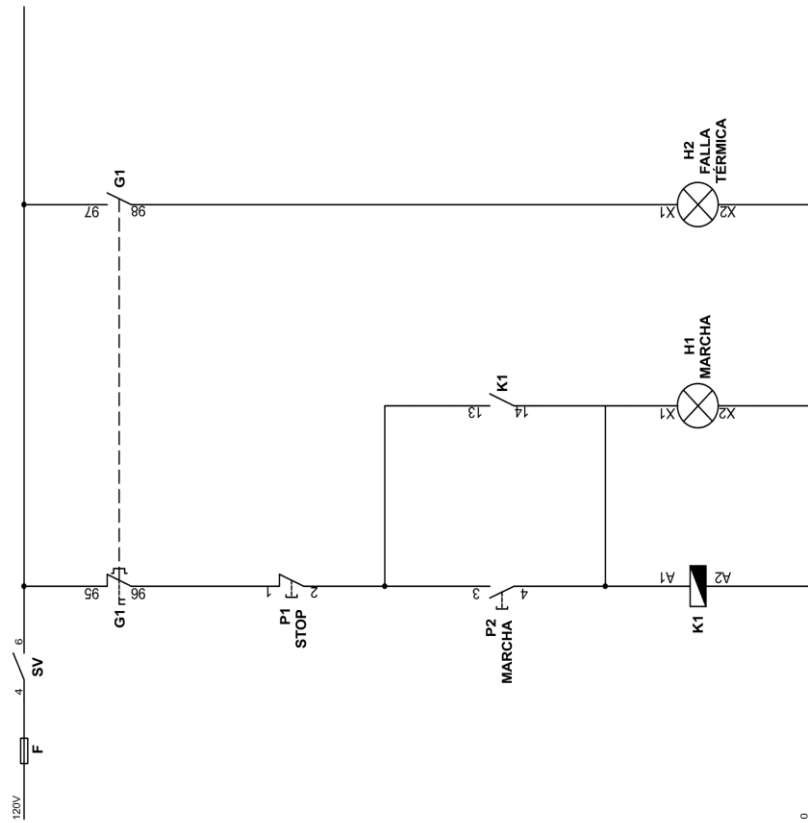 120V
F
4
SV
6
95
96
G1
97
98
G1
1
2
P1
STOP
3
4
P2
MARCHA
13
14
K1
A1
A2
K1
X1
X2
H1
MARCHA
X1
X2
H2
FALLA
TÉRMICA
0